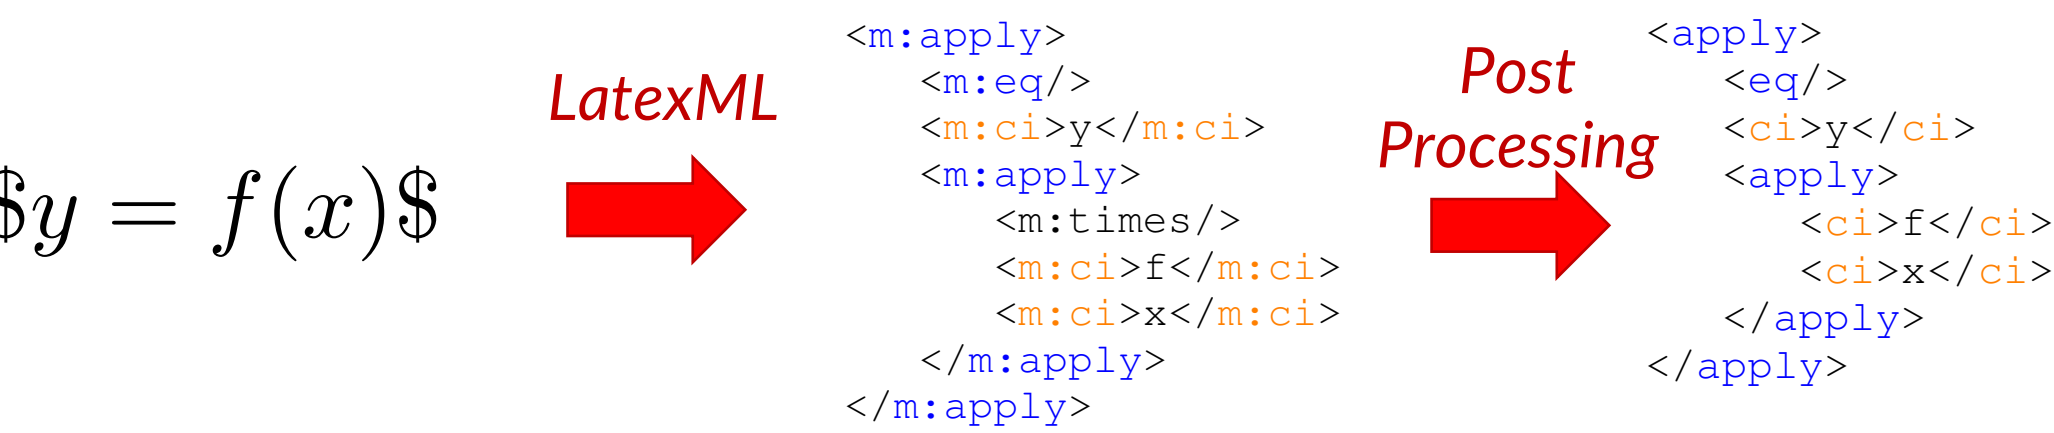 $y = f(x)$
LatexML
<m:apply>
<m:eq/>
<m:ci>y</m:ci>
<m:apply>
<m:times/>
<m:ci>f</m:ci>
<m:ci>x</m:ci>
</m:apply>
</m:apply>
Post
Processing
<apply>
<eq/>
<ci>y</ci>
<apply>
<ci>f</ci>
<ci>x</ci>
</apply>
</apply>